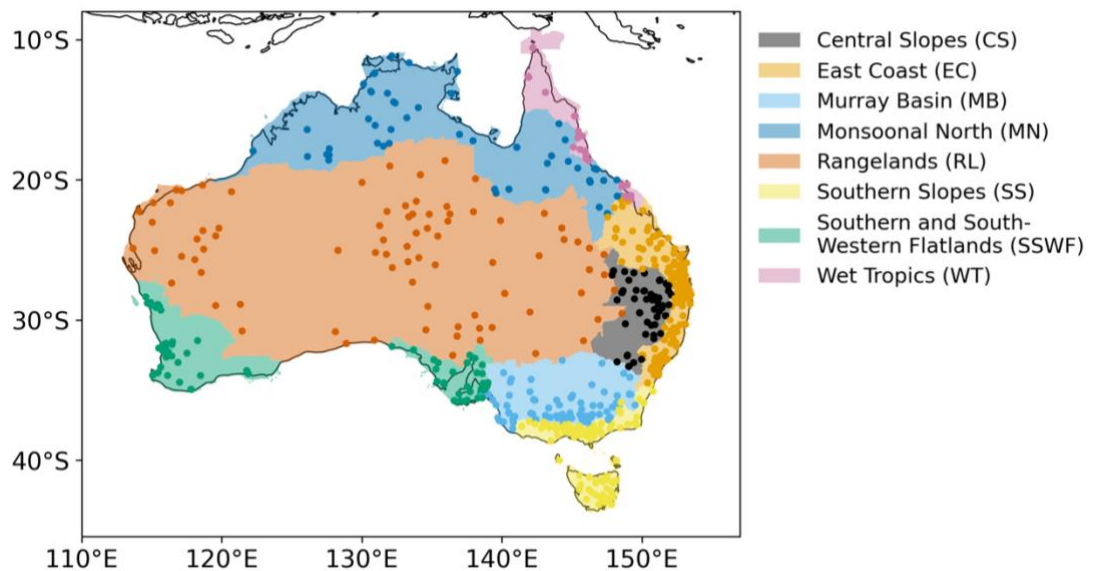 10°S
20°S
30°S
40°S
110°E
120°E
130°E
140°E
150°E
Central Slopes (CS)
East Coast (EC)
Murray Basin (MB)
Monsoonal North (MN)
Rangelands (RL)
Southern Slopes (SS)
Southern and South-
Western Flatlands (SSWF)
Wet Tropics (WT)